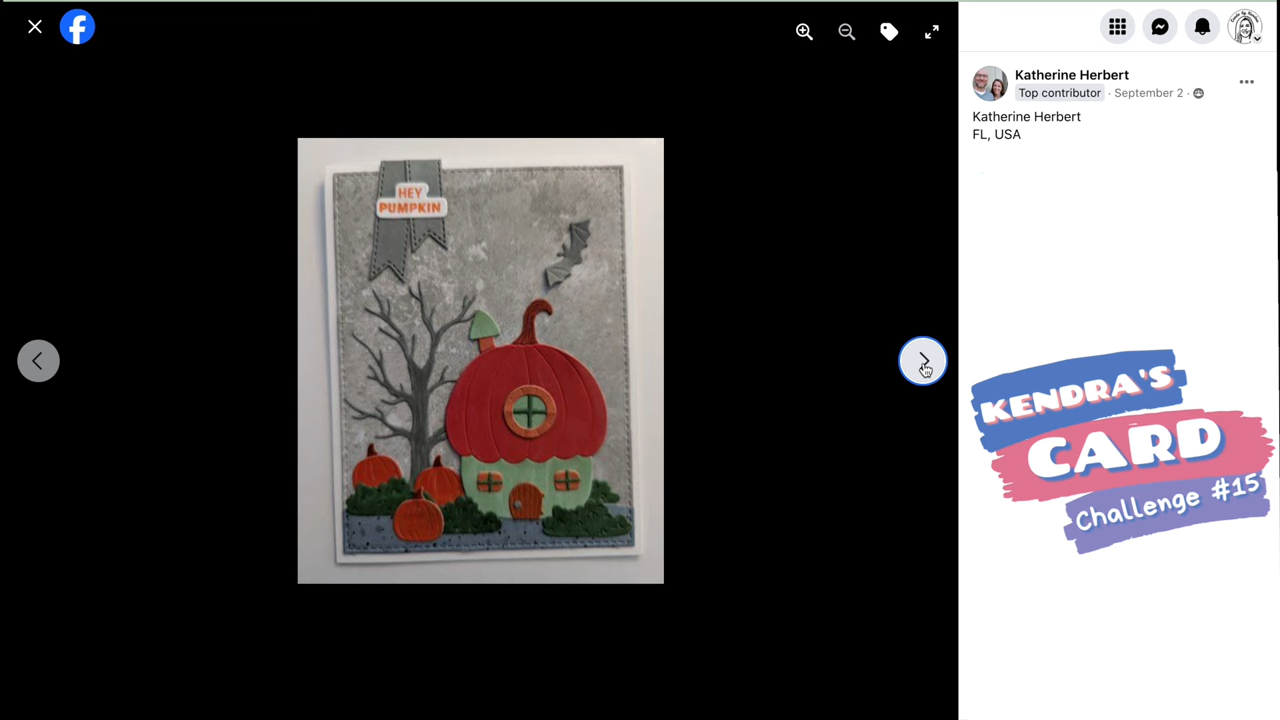 Katherine Herbert
Top contributor · September 2 ·
Katherine Herbert
FL, USA
HEY
PUMPKIN
KENDRA'S
CARD
Challenge #15